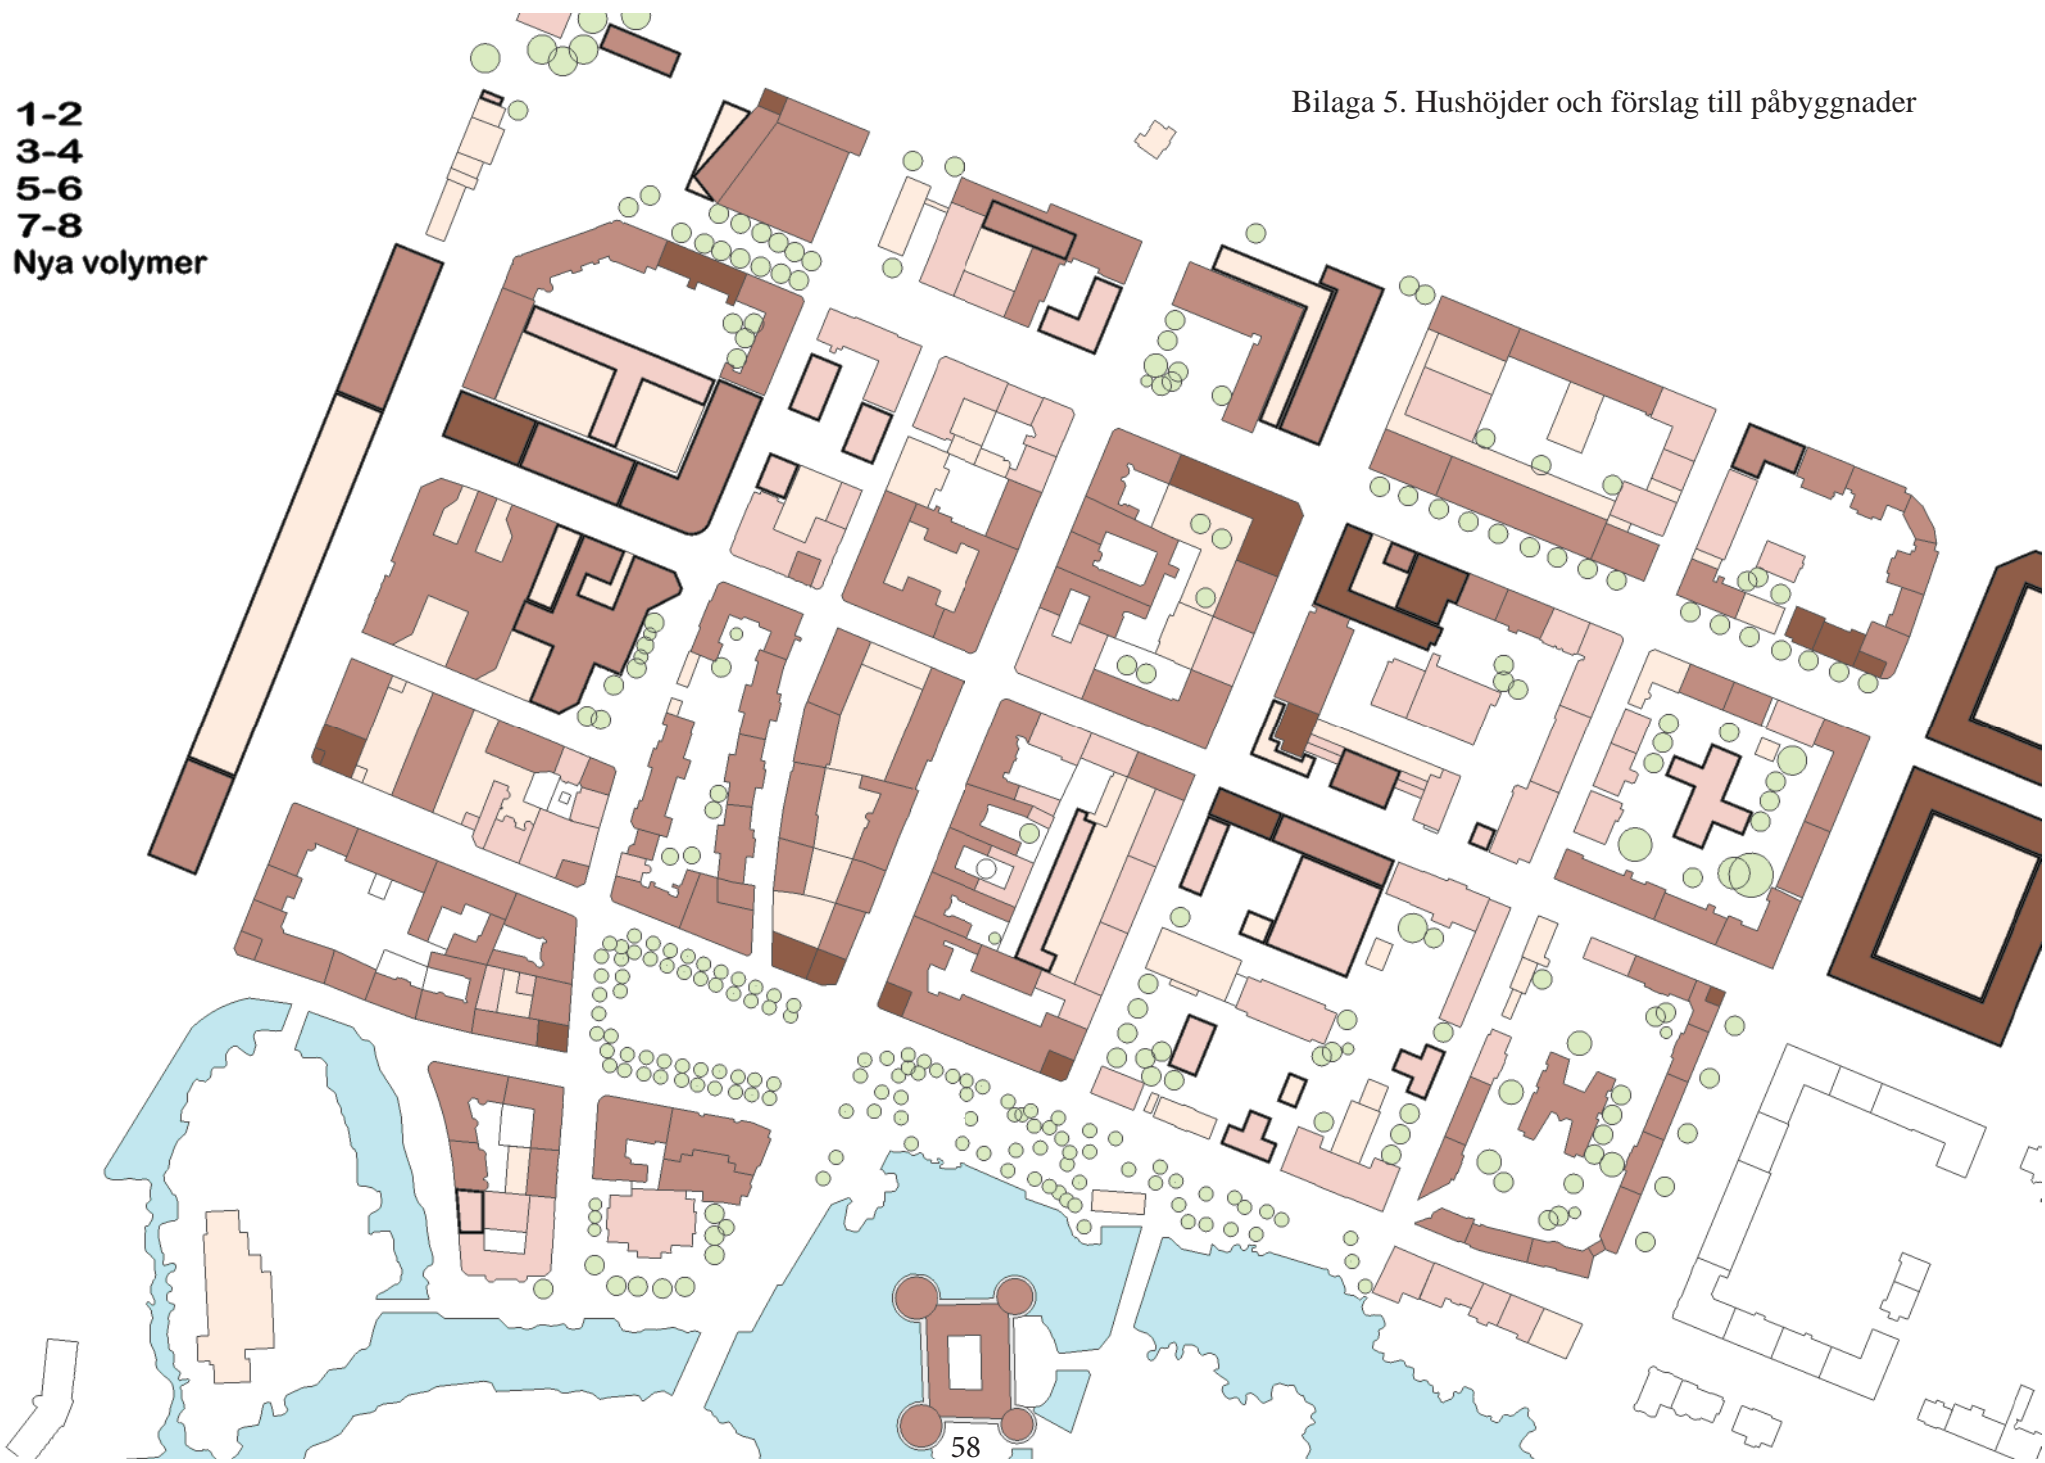 Bilaga 5. Hushöjder och förslag till påbyggnader
1-2
3-4
5-6
7-8
Nya volymer
58